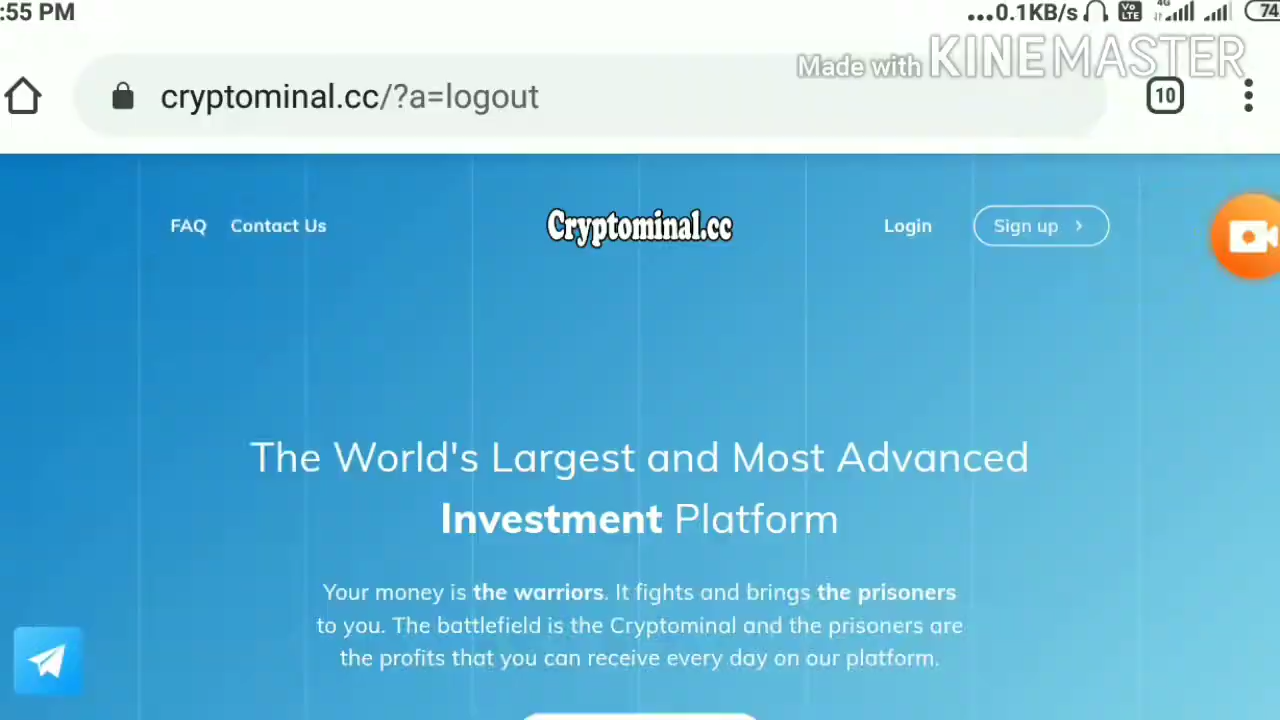 :55 PM
...0.1KB/s Vo LTE 4G 74
Made with KINEMASTER
cryptominal.cc/?a=logout
10
FAQ Contact Us Cryptominal.cc Login Sign up >
The World's Largest and Most Advanced
Investment Platform
Your money is the warriors. It fights and brings the prisoners
to you. The battlefield is the Cryptominal and the prisoners are
the profits that you can receive every day on our platform.